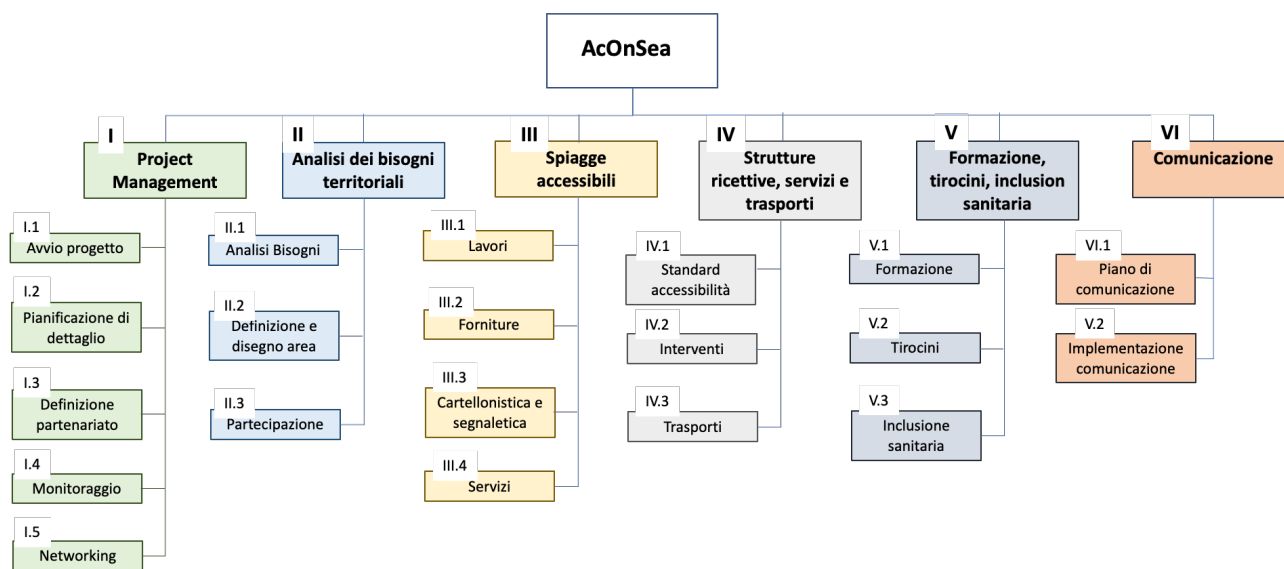 AcOnSea
I
Project
Management
I.1
Avvio progetto
I.2
Pianificazione di
dettaglio
I.3
Definizione
partenariato
I.4
Monitoraggio
I.5
Networking
II
Analisi dei bisogni
territoriali
II.1
Analisi Bisogni
II.2
Definizione e
disegno area
II.3
Partecipazione
III
Spiagge
accessibili
III.1
Lavori
III.2
Forniture
III.3
Cartellonistica e
segnaletica
III.4
Servizi
IV
Strutture
ricettive, servizi e
trasporti
IV.1
Standard
accessibilità
IV.2
Interventi
IV.3
Trasporti
V
Formazione,
tirocini, inclusion
sanitaria
V.1
Formazione
V.2
Tirocini
V.3
Inclusione
sanitaria
VI
Comunicazione
VI.1
Piano di
comunicazione
V.2
Implementazione
comunicazione